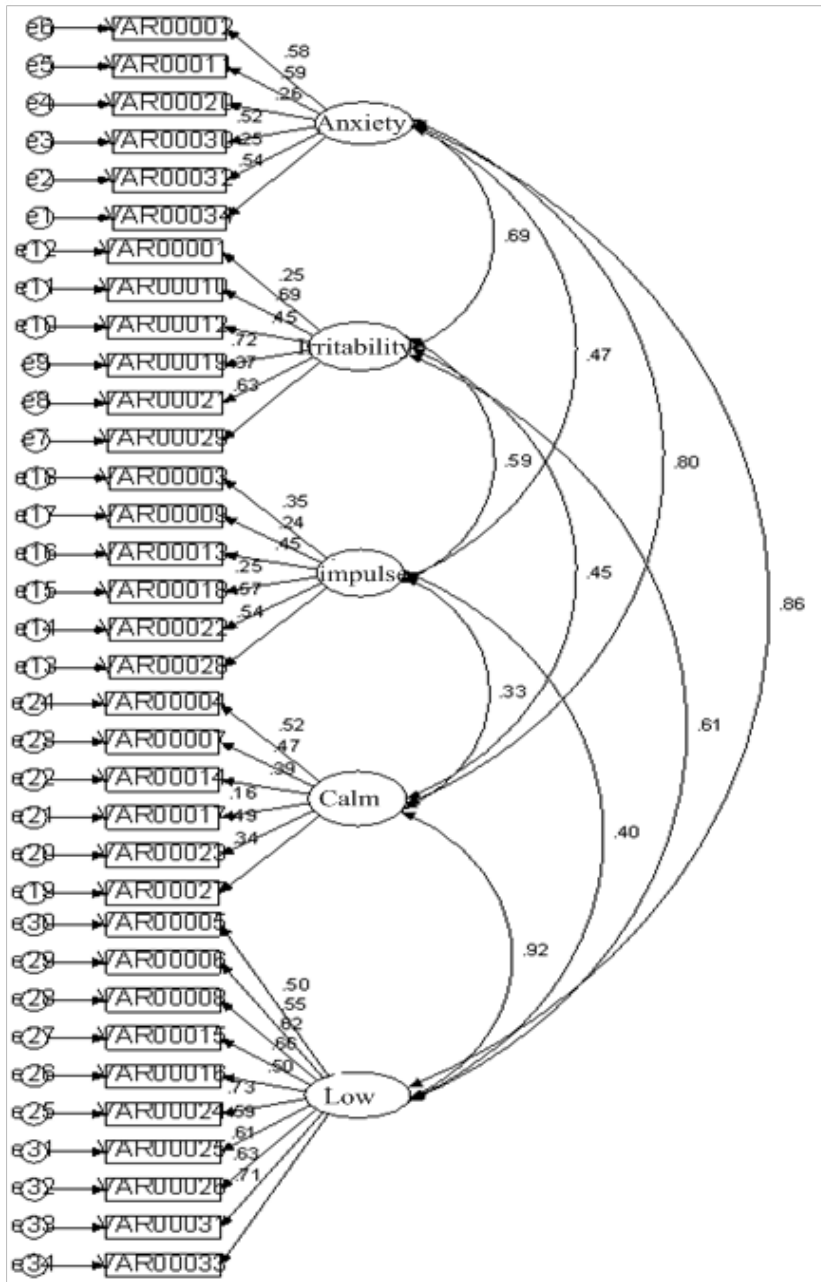 e6 VAR00002
.58
e5 VAR00011
.59
e4 VAR00020
.26
Anxiety
.52
e3 VAR00030
.25
e2 VAR00032
.54
e1 VAR00034
.69
e12 VAR00001
.25
e11 VAR00010
.69
e10 VAR00012
.45
Irritability
.72
e9 VAR00019
.37
.47
e8 VAR00021
.63
e7 VAR00029
.59
.80
e18 VAR00003
.35
e17 VAR00009
.24
e16 VAR00013
.45
impulse
.25
.45
e15 VAR00018
.57
e14 VAR00022
.54
.86
e13 VAR00028
e24 VAR00004
.33
.52
.61
e23 VAR00007
.47
e22 VAR00014
.39
Calm
.16
e21 VAR00017
.49
e20 VAR00023
.34
.40
e19
e30 VAR00005
e29 VAR00006
.92
.50
e28 VAR00008
.55
.62
e27 VAR00015
.66
.50
e26 VAR00016
.73
Low
e25 VAR00024
.59
.61
e31 VAR00025
.63
.71
e32 VAR00026
e33 VAR00031
e34 VAR00033